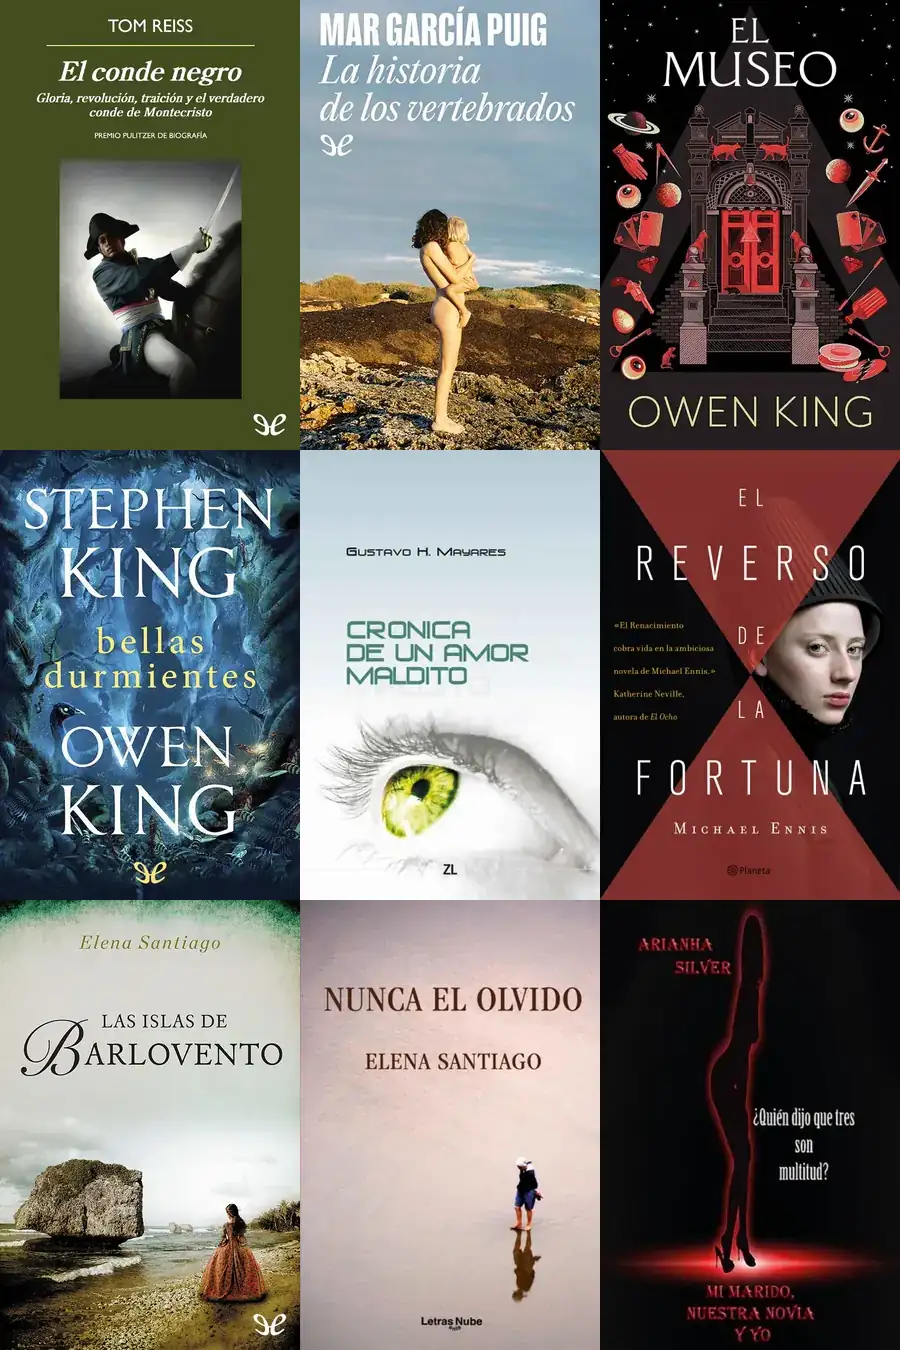 TOM REISS
El conde negro
Gloria, revolución, traición y el verdadero
conde de Montecristo
PREMIO PULITZER DE BIOGRAFÍA
MAR GARCÍA PUIG
La historia
de los vertebrados
EL
MUSEO
OWEN KING
STEPHEN
KING
bellas
durmientes
OWEN
KING
GUSTAVO H. MAYARES
CRONICA
DE UN AMOR
MALDITO
ZL
EL
REVERSO
DE
LA
FORTUNA
«El Renacimiento
cobra vida en la ambiciosa
novela de Michael Ennis.»
Katherine Neville,
autora de El Ocho
MICHAEL ENNIS
Planeta
Elena Santiago
LAS ISLAS DE
BARLOVENTO
NUNCA EL OLVIDO
ELENA SANTIAGO
Letras Nube
ARIANHA
SILVER
¿Quién dijo que tres
son
multitud?
MI MARIDO,
NUESTRA NOVIA
Y YO